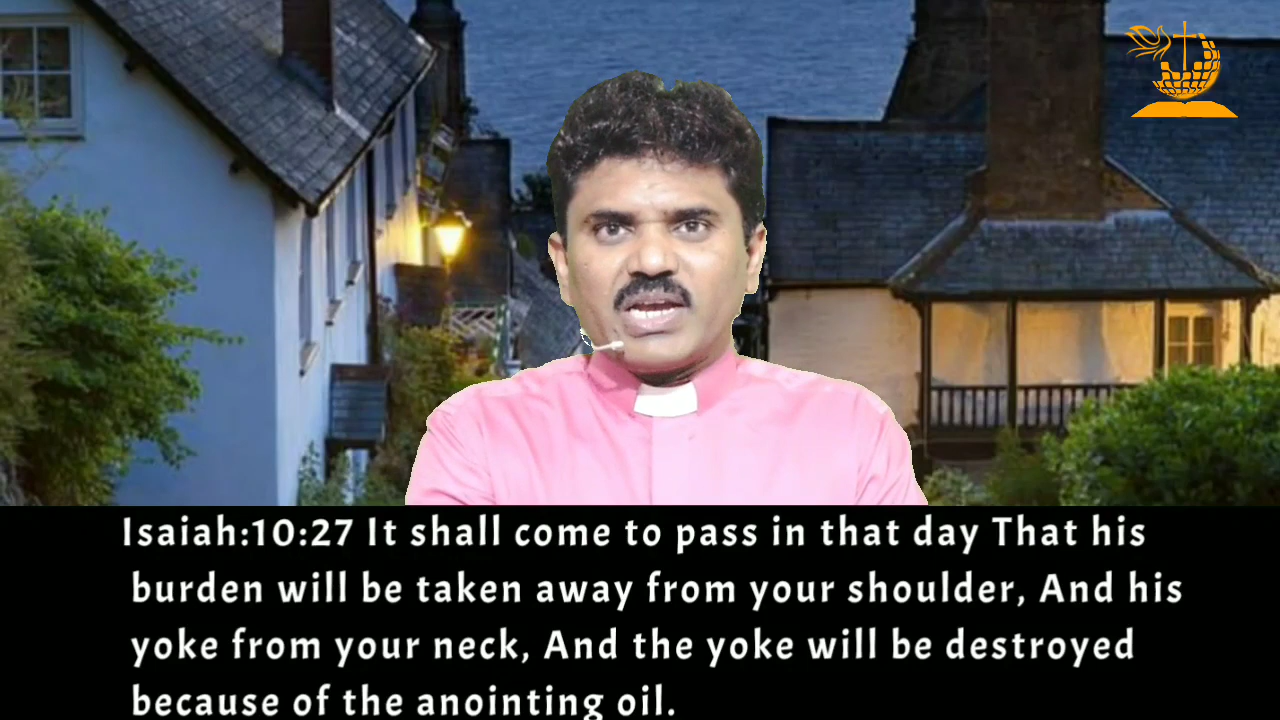 Isaiah:10:27 It shall come to pass in that day That his
burden will be taken away from your shoulder, And his
yoke from your neck, And the yoke will be destroyed
because of the anointing oil.